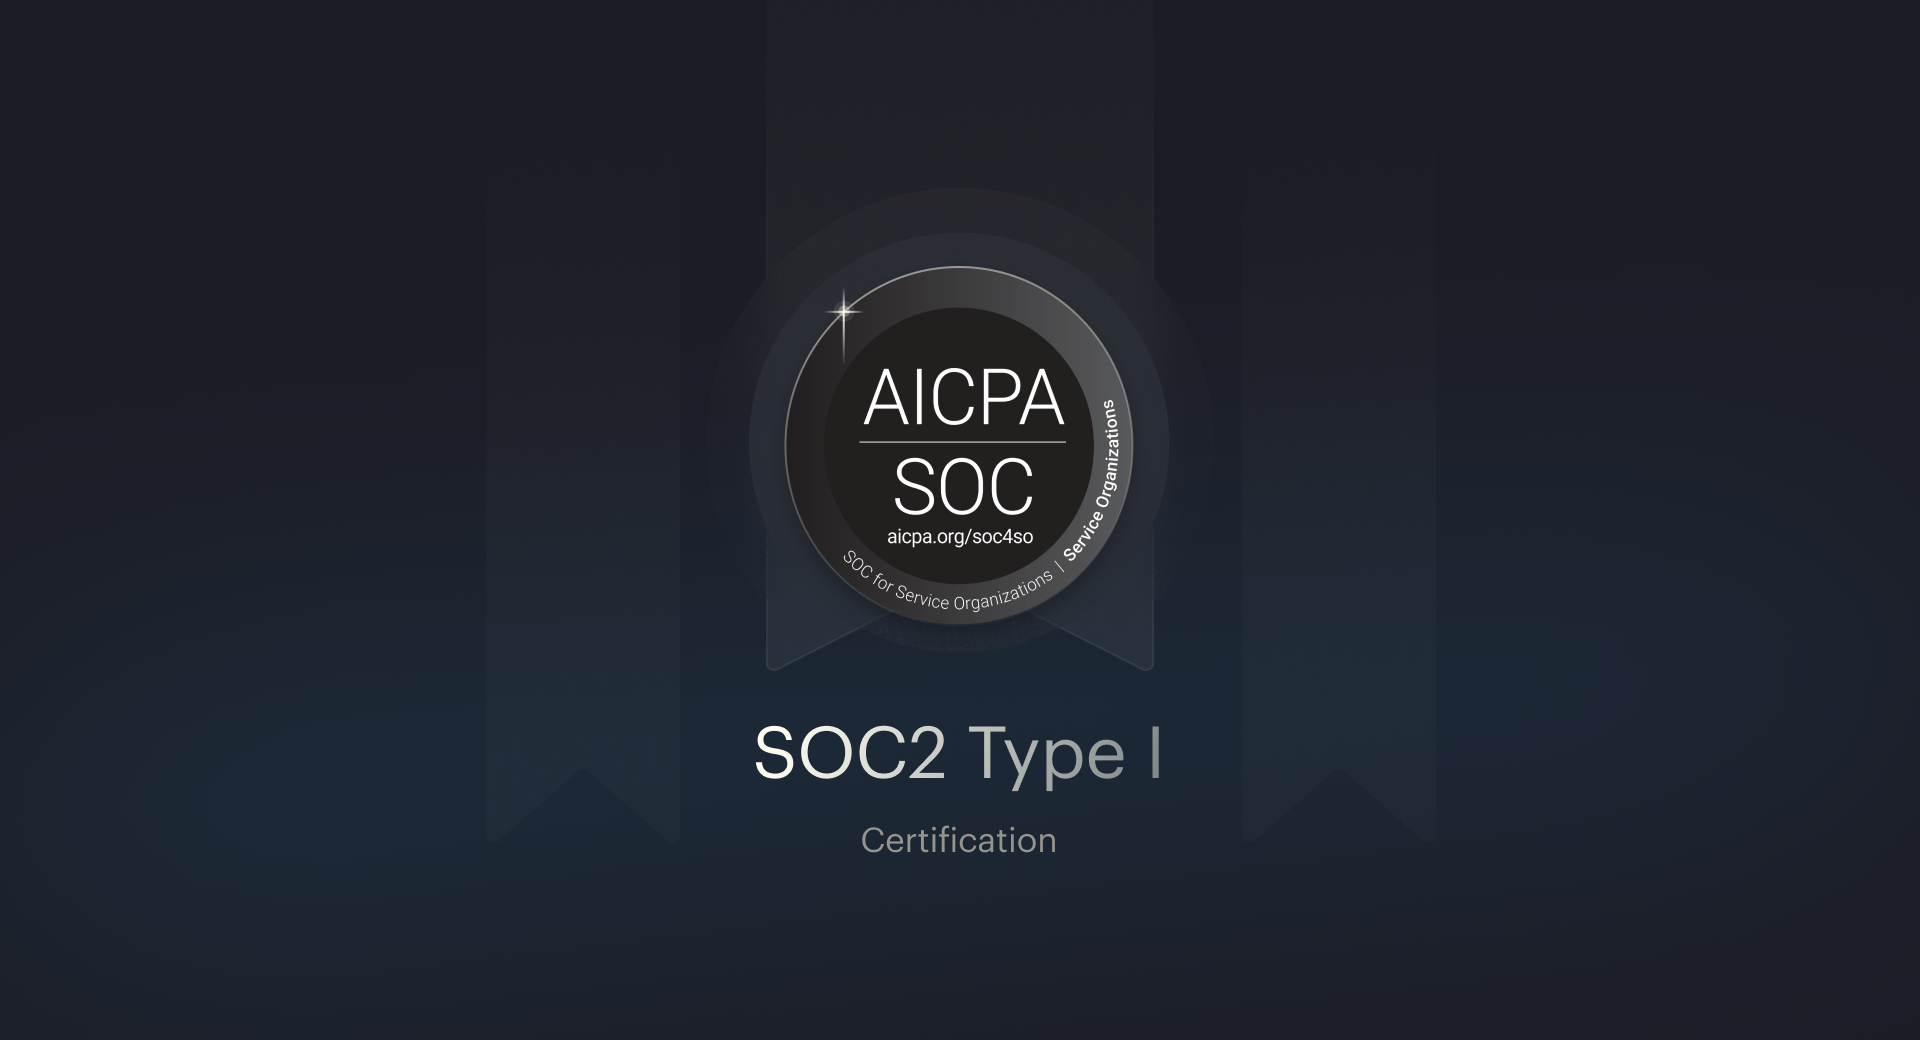 AICPA
SOC
aicpa.org/soc4so
SOC for Service Organizations | Service Organizations
SOC2 Type I
Certification